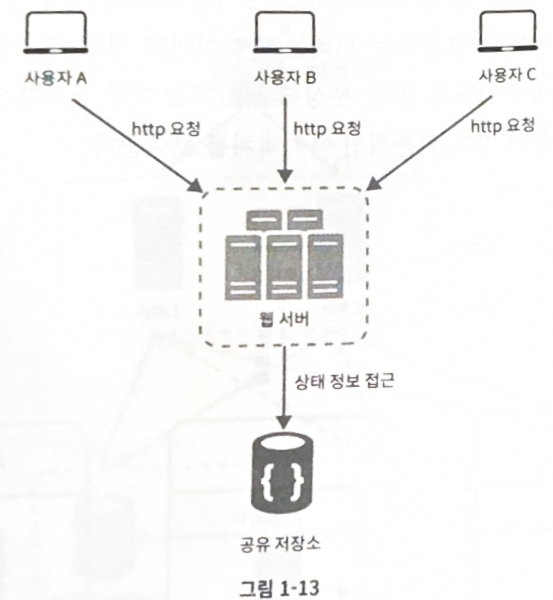 사용자 A
사용자 B
사용자 C
http 요청
http 요청
http 요청
웹 서버
상태 정보 접근
{ }
공유 저장소
그림 1-13